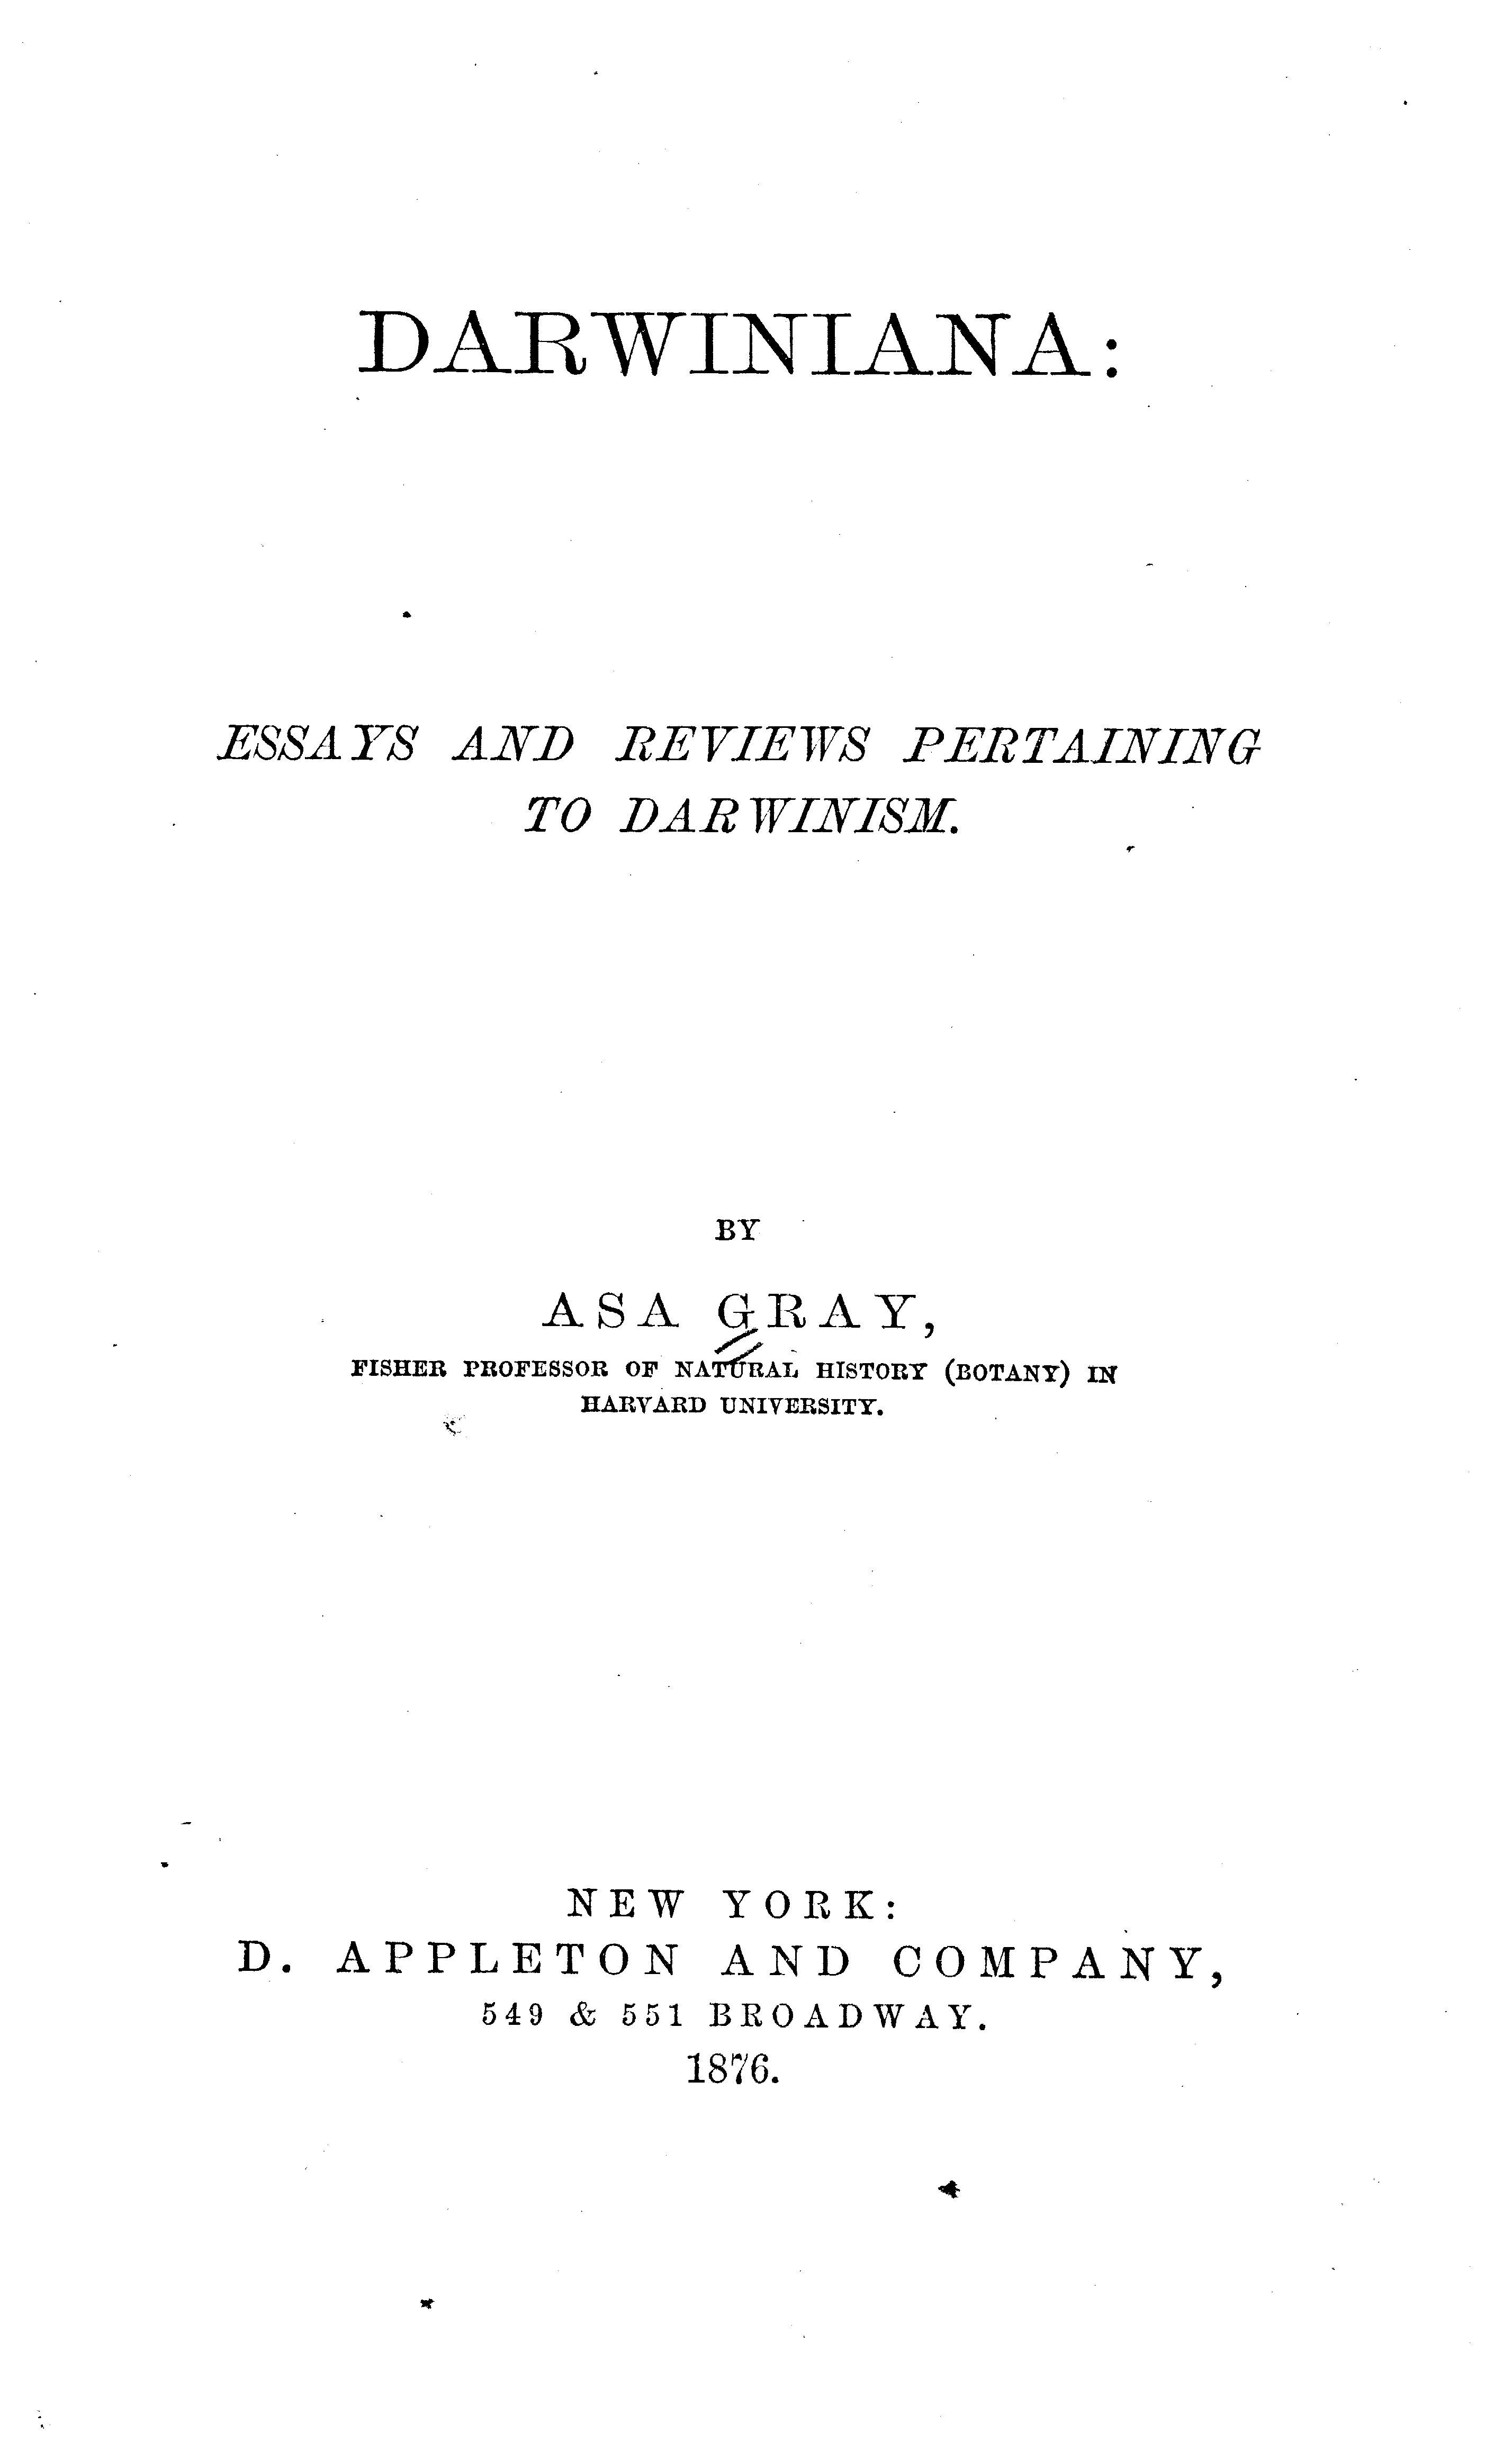 DARWINIANA:
ESSAYS AND REVIEWS PERTAINING
TO DARWINISM.
BY
ASA GRAY,
FISHER PROFESSOR OF NATURAL HISTORY (BOTANY) IN
HARVARD UNIVERSITY.
NEW YORK:
D. APPLETON AND COMPANY,
549 & 551 BROADWAY.
1876.